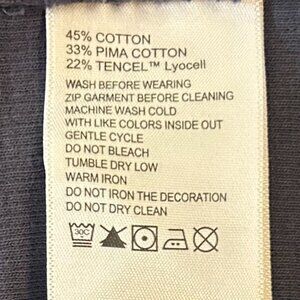 45% COTTON
33% PIMA COTTON
22% TENCEL™ Lyocell
WASH BEFORE WEARING
ZIP GARMENT BEFORE CLEANING
MACHINE WASH COLD
WITH LIKE COLORS INSIDE OUT
GENTLE CYCLE
DO NOT BLEACH
TUMBLE DRY LOW
WARM IRON
DO NOT IRON THE DECORATION
DO NOT DRY CLEAN
30C